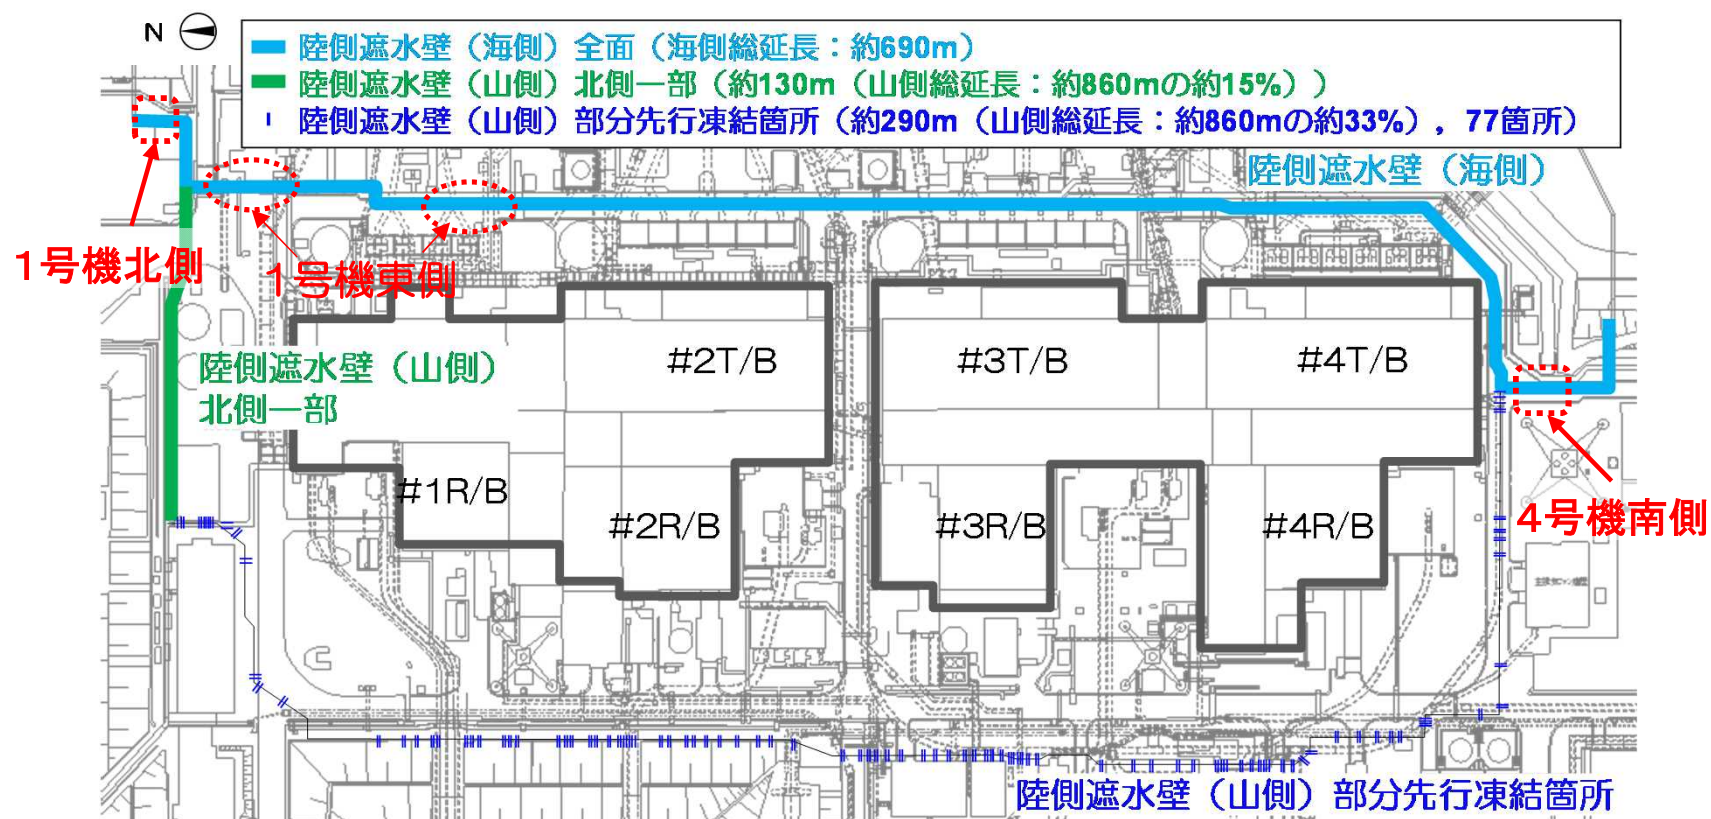 N
陸側遮水壁（海側）全面（海側総延長：約690m）
陸側遮水壁（山側）北側一部（約130m（山側総延長：約860mの約15%））
陸側遮水壁（山側）部分先行凍結箇所（約290m（山側総延長：約860mの約33%），77箇所）
陸側遮水壁（海側）
1号機北側
1号機東側
陸側遮水壁（山側）
北側一部
#2T/B
#3T/B
#4T/B
#1R/B
#2R/B
#3R/B
#4R/B
4号機南側
陸側遮水壁（山側）部分先行凍結箇所